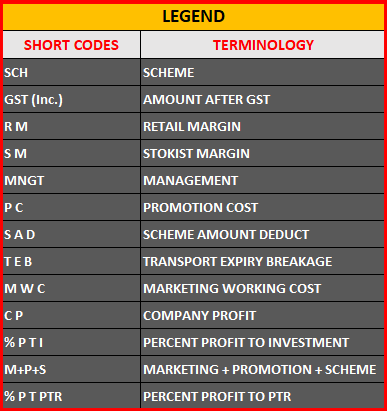 LEGEND
SHORT CODES TERMINOLOGY
SCH SCHEME
GST (Inc.) AMOUNT AFTER GST
R M RETAIL MARGIN
S M STOKIST MARGIN
MNGT MANAGEMENT
P C PROMOTION COST
S A D SCHEME AMOUNT DEDUCT
T E B TRANSPORT EXPIRY BREAKAGE
M W C MARKETING WORKING COST
C P COMPANY PROFIT
% P T I PERCENT PROFIT TO INVESTMENT
M+P+S MARKETING + PROMOTION + SCHEME
% P T PTR PERCENT PROFIT TO PTR